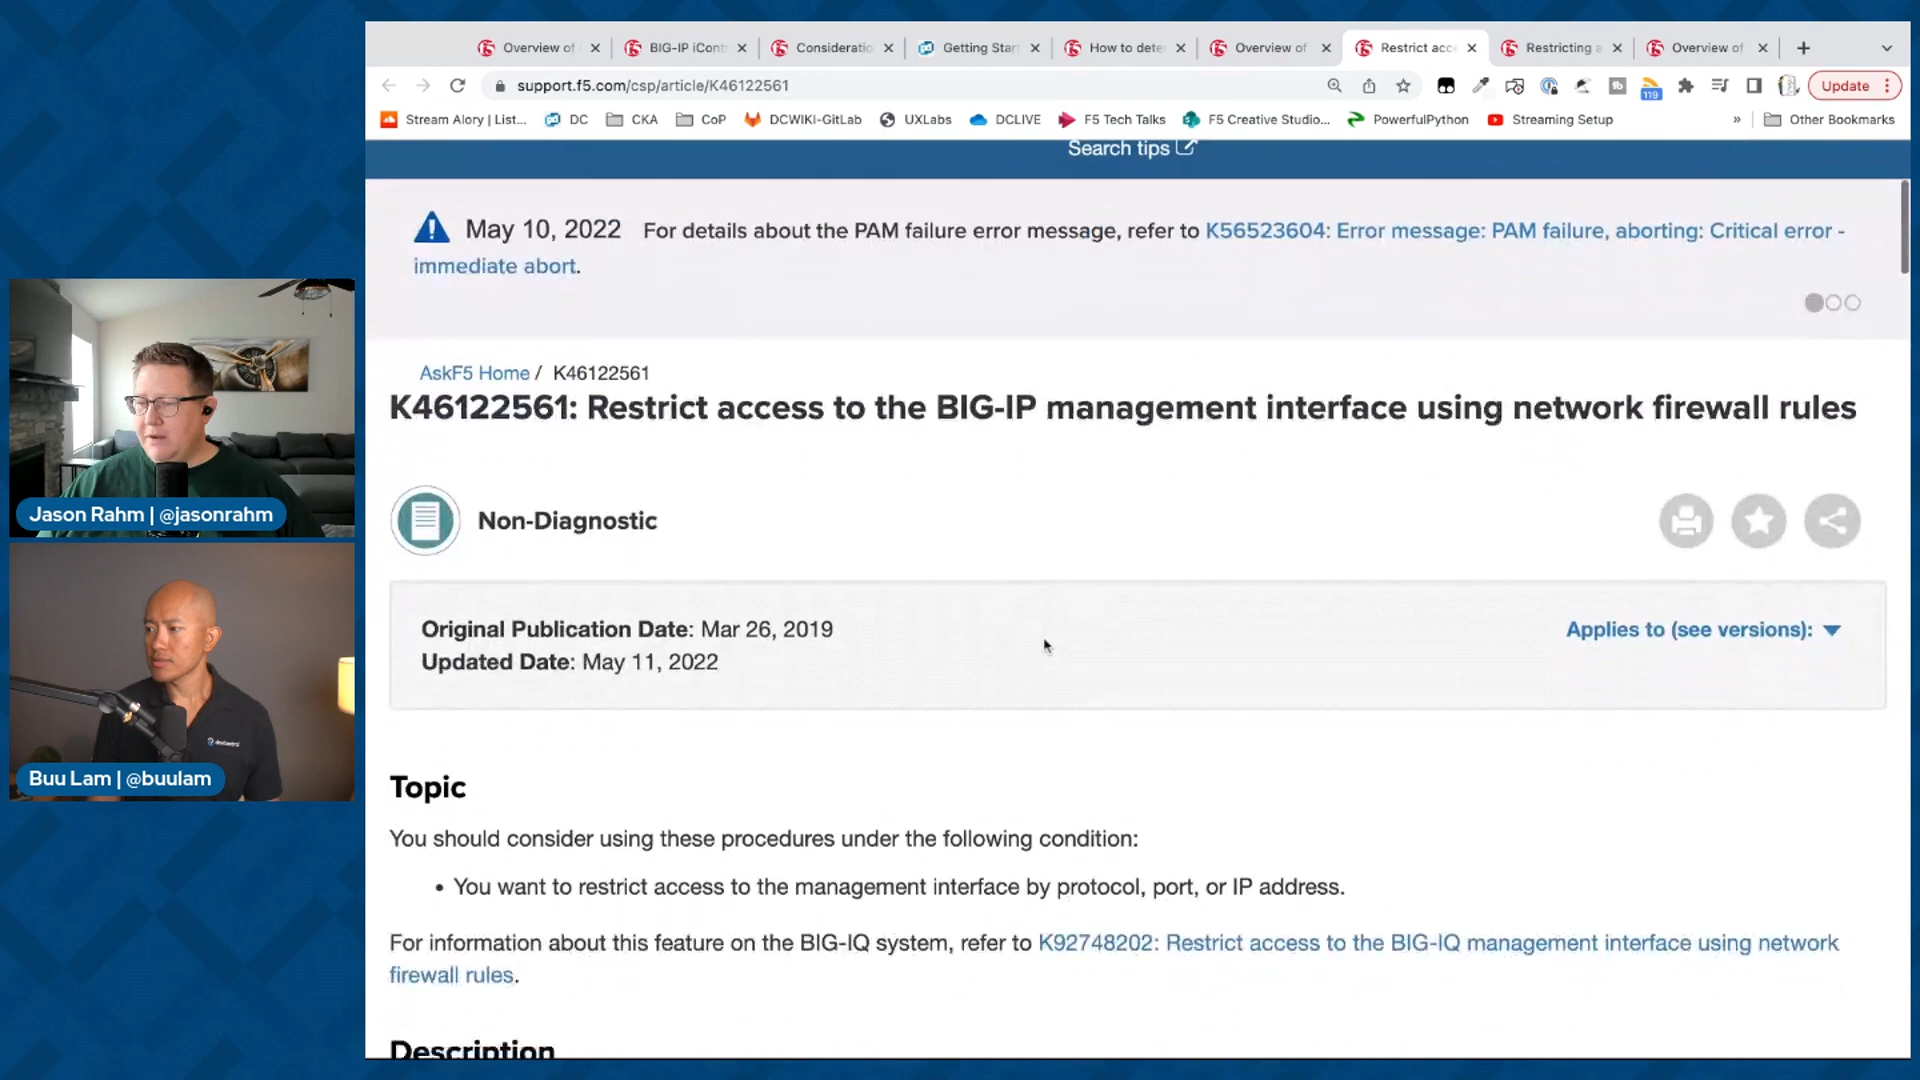 Overview of
BIG-IP iCont
Consideratio
Getting Star
How to dete
Overview of
Restrict acce
Restricting a
Overview of
support.f5.com/csp/article/K46122561
119
Update
Stream Alory | List...
DC
CKA
CoP
DCWIKI-GitLab
UXLabs
DCLIVE
F5 Tech Talks
F5 Creative Studio...
PowerfulPython
Streaming Setup
»
Other Bookmarks
Search tips
May 10, 2022 For details about the PAM failure error message, refer to K56523604: Error message: PAM failure, aborting: Critical error -
immediate abort.
AskF5 Home / K46122561
K46122561: Restrict access to the BIG-IP management interface using network firewall rules
Non-Diagnostic
Original Publication Date: Mar 26, 2019
Applies to (see versions):
Updated Date: May 11, 2022
Topic
You should consider using these procedures under the following condition:
• You want to restrict access to the management interface by protocol, port, or IP address.
For information about this feature on the BIG-IQ system, refer to K92748202: Restrict access to the BIG-IQ management interface using network
firewall rules.
Description
Jason Rahm | @jasonrahm
Buu Lam | @buulam